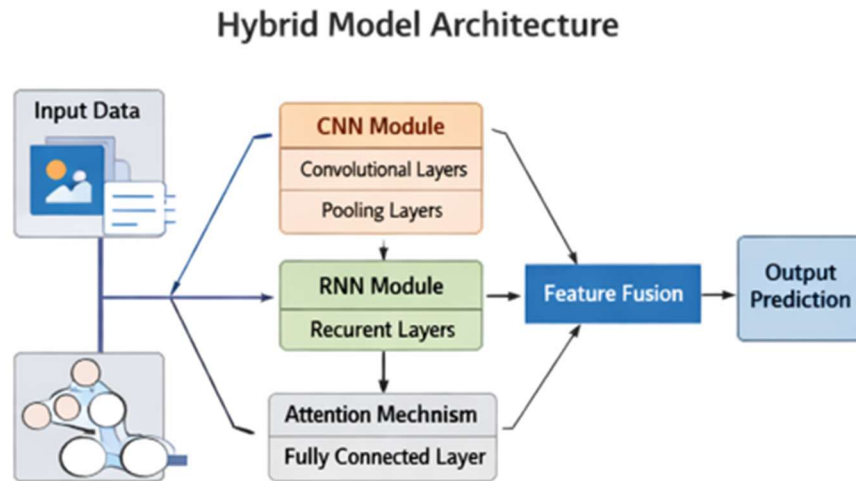 Hybrid Model Architecture
Input Data
CNN Module
Convolutional Layers
Pooling Layers
RNN Module
Recurent Layers
Attention Mechnism
Fully Connected Layer
Feature Fusion
Output
Prediction